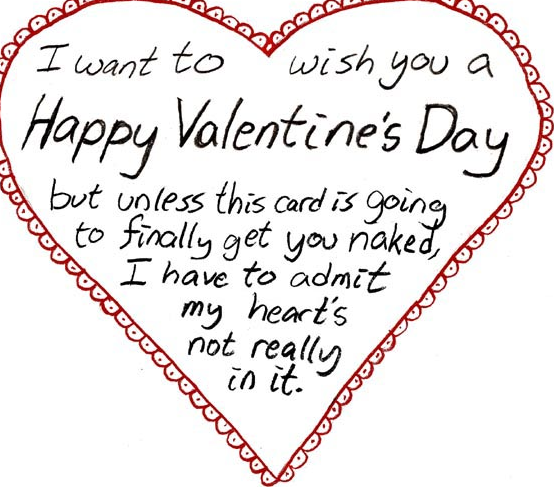 I want to wish you a
Happy Valentine's Day
but unless this card is going
to finally get you naked,
I have to admit
my heart's
not really
in it.